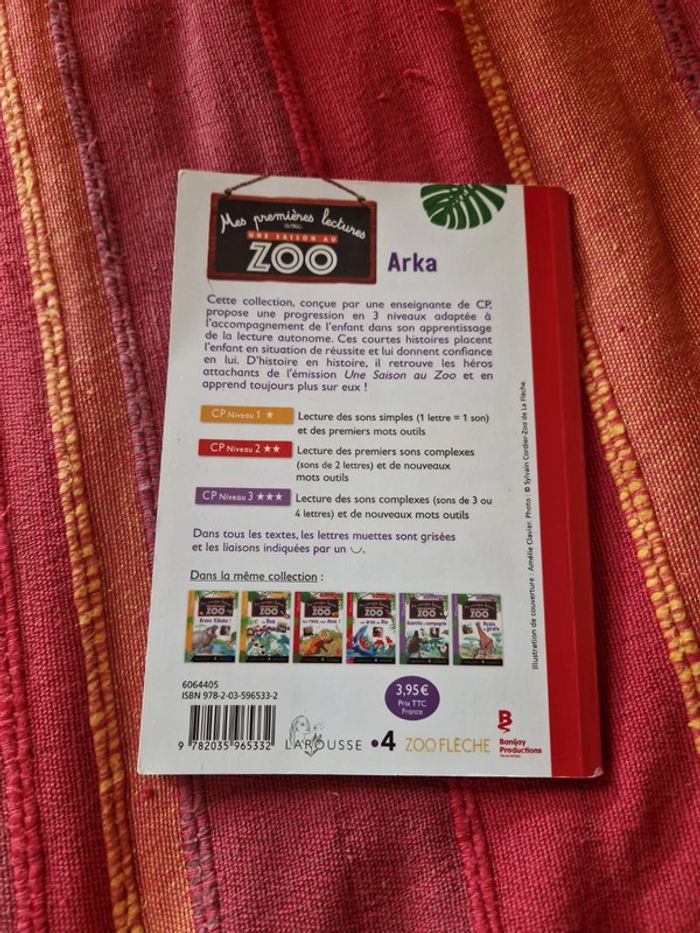 Mes premières lectures
avec
UNE SAISON AU
ZOO
Arka
Cette collection, conçue par une enseignante de CP,
propose une progression en 3 niveaux adaptée à
l'accompagnement de l'enfant dans son apprentissage
de la lecture autonome. Ces courtes histoires placent
l'enfant en situation de réussite et lui donnent confiance
en lui. D'histoire en histoire, il retrouve les héros
attachants de l'émission Une Saison au Zoo et en
apprend toujours plus sur eux !
CP Niveau 1 ★
Lecture des sons simples (1 lettre = 1 son)
et des premiers mots outils
CP Niveau 2 ★★
Lecture des premiers sons complexes
(sons de 2 lettres) et de nouveaux
mots outils
CP Niveau 3 ★★★
Lecture des sons complexes (sons de 3 ou
4 lettres) et de nouveaux mots outils
Dans tous les textes, les lettres muettes sont grisées
et les liaisons indiquées par un ‿.
Dans la même collection :
ZOO
Bravo Kiboko !
ZOO
ZOO
ZOO
ZOO
ZOO
6064405
ISBN 978-2-03-596533-2
9 782035 965332
3,95€
Prix TTC
France
LAROUSSE
•4
ZOO FLÈCHE
Banijay
Productions
Illustration de couverture : Amélie Clavier. Photo : © Sylvain Cordier-Zoo de La Flèche.